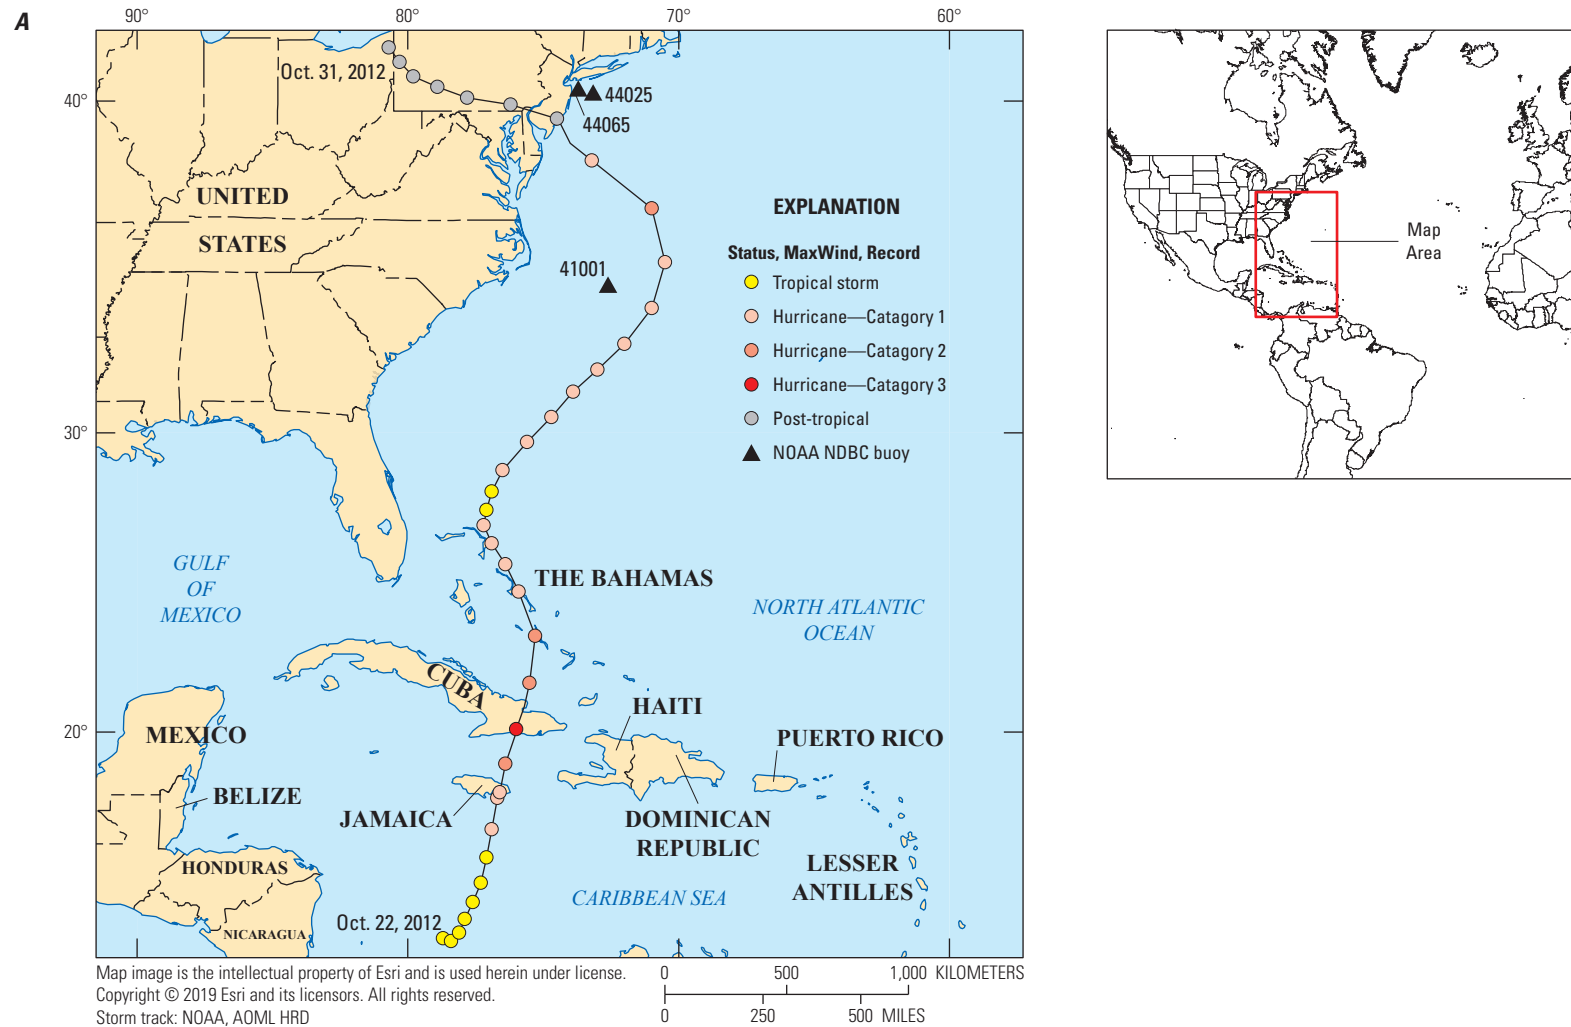 A
90°
80°
70°
60°
40°
30°
20°
Oct. 31, 2012
44025
44065
UNITED
STATES
41001
EXPLANATION
Status, MaxWind, Record
Tropical storm
Hurricane—Catagory 1
Hurricane—Catagory 2
Hurricane—Catagory 3
Post-tropical
NOAA NDBC buoy
GULF
OF
MEXICO
THE BAHAMAS
NORTH ATLANTIC
OCEAN
CUBA
HAITI
MEXICO
PUERTO RICO
BELIZE
JAMAICA
DOMINICAN
REPUBLIC
HONDURAS
LESSER
ANTILLES
CARIBBEAN SEA
Oct. 22, 2012
NICARAGUA
Map image is the intellectual property of Esri and is used herein under license.
Copyright © 2019 Esri and its licensors. All rights reserved.
Storm track: NOAA, AOML HRD
0 500 1,000 KILOMETERS
0 250 500 MILES
Map
Area